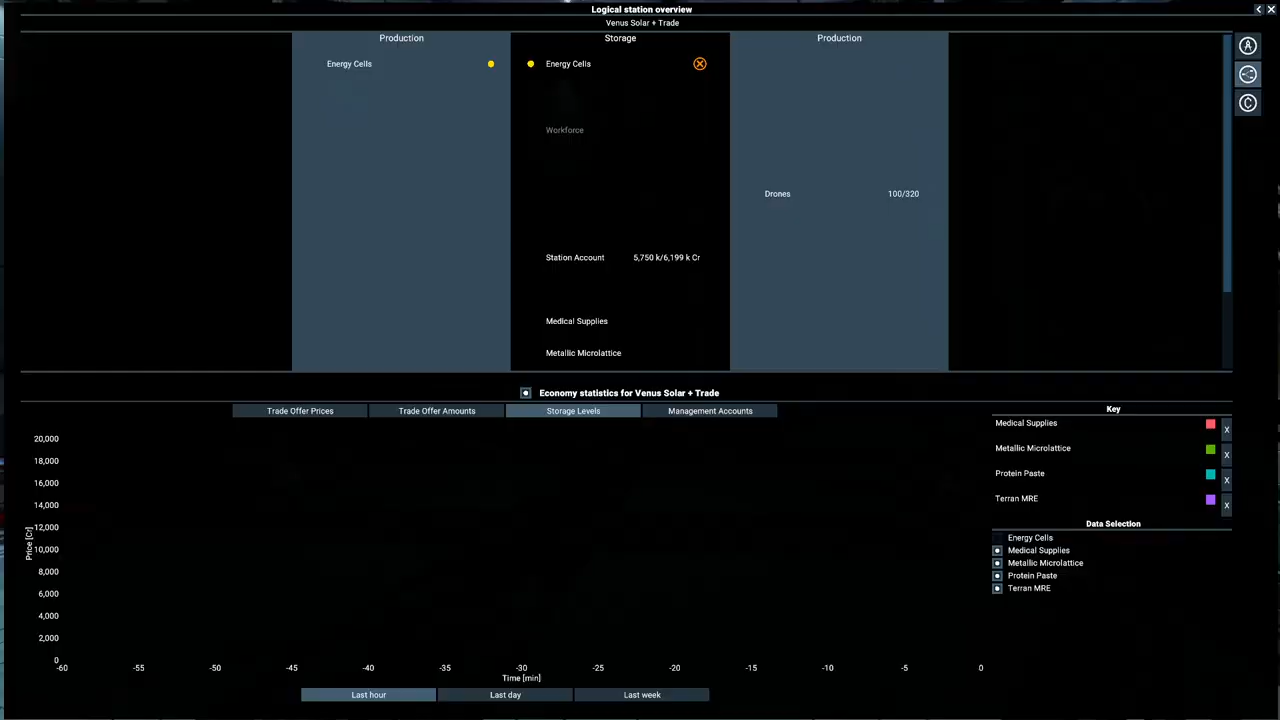 Logical station overview
Venus Solar + Trade
Production
Storage
Production
Energy Cells
Energy Cells
Workforce
Drones 100/320
Station Account 5,750 k/6,199 k Cr
Medical Supplies
Metallic Microlattice
Economy statistics for Venus Solar + Trade
Trade Offer Prices
Trade Offer Amounts
Storage Levels
Management Accounts
20,000
18,000
16,000
14,000
12,000
10,000
8,000
6,000
4,000
2,000
0
Price [Cr]
-60 -55 -50 -45 -40 -35 -30 -25 -20 -15 -10 -5 0
Time [min]
Last hour
Last day
Last week
Key
Medical Supplies X
Metallic Microlattice X
Protein Paste X
Terran MRE X
Data Selection
Energy Cells
Medical Supplies
Metallic Microlattice
Protein Paste
Terran MRE